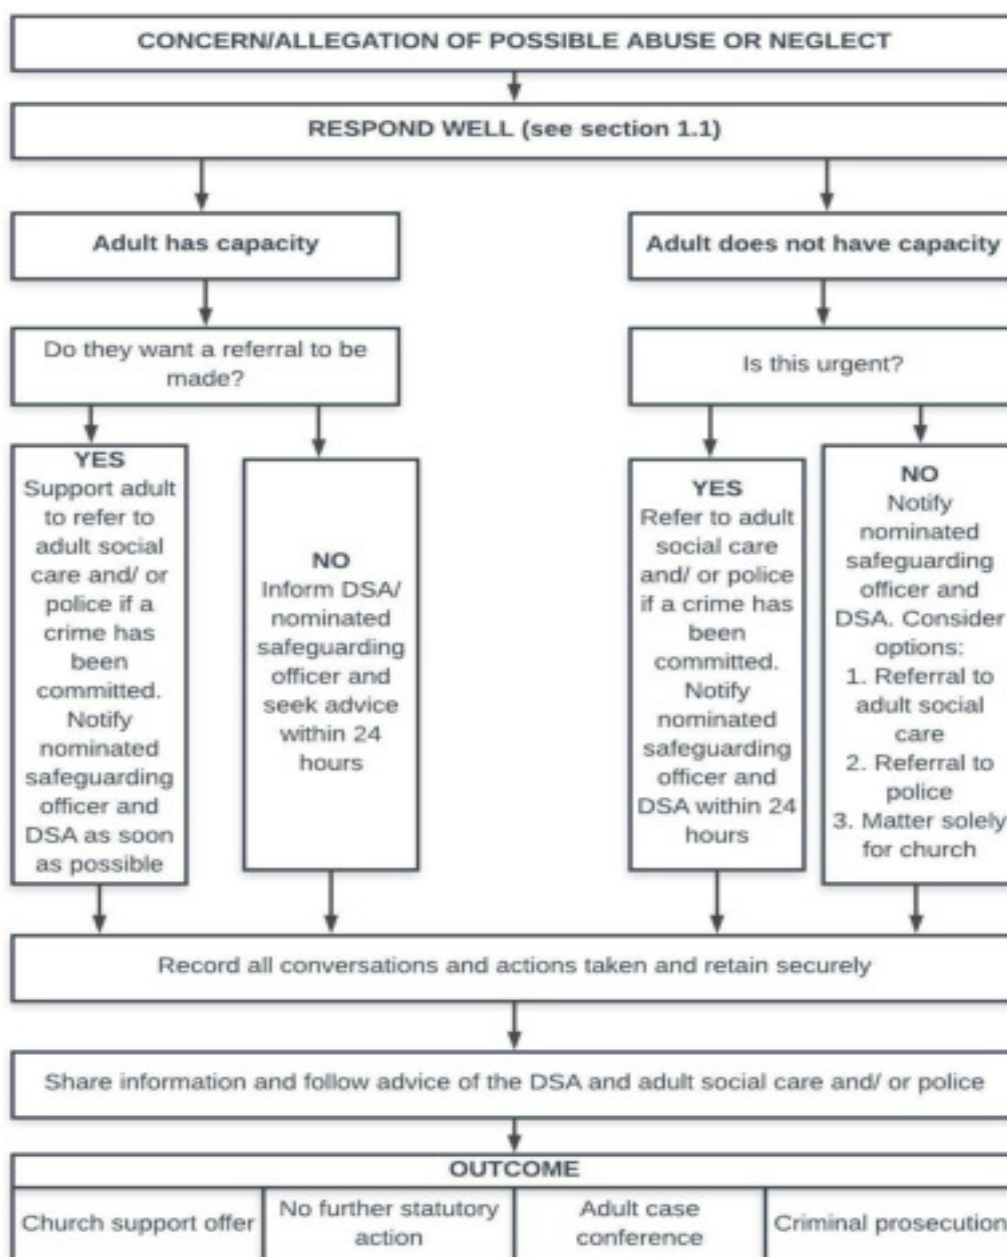 CONCERN/ALLEGATION OF POSSIBLE ABUSE OR NEGLECT
RESPOND WELL (see section 1.1)
Adult has capacity
Adult does not have capacity
Do they want a referral to be
made?
Is this urgent?
YES
Support adult
to refer to
adult social
care and/ or
police if a
crime has
been
committed.
Notify
nominated
safeguarding
officer and
DSA as soon
as possible
NO
Inform DSA/
nominated
safeguarding
officer and
seek advice
within 24
hours
YES
Refer to adult
social care
and/ or police
if a crime has
been
committed.
Notify
nominated
safeguarding
officer and
DSA within 24
hours
NO
Notify
nominated
safeguarding
officer and
DSA. Consider
options:
1. Referral to
adult social
care
2. Referral to
police
3. Matter solely
for church
Record all conversations and actions taken and retain securely
Share information and follow advice of the DSA and adult social care and/ or police
OUTCOME
Church support offer
No further statutory
action
Adult case
conference
Criminal prosecution